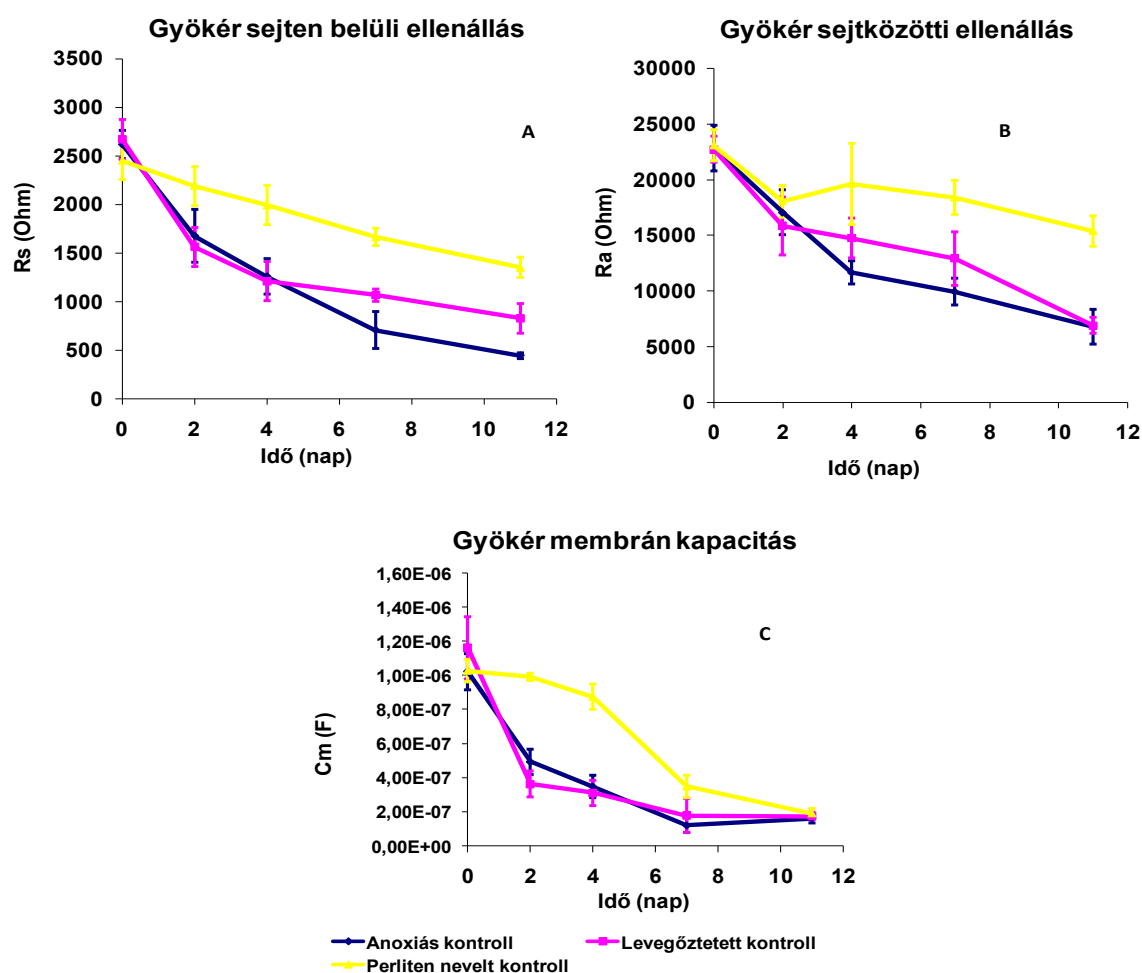 Gyökér sejten belüli ellenállás
3500
3000
2500
2000
1500
1000
500
0
Rs (Ohm)
A
0 2 4 6 8 10 12
Idő (nap)
Gyökér sejtközötti ellenállás
30000
25000
20000
15000
10000
5000
0
Ra (Ohm)
B
0 2 4 6 8 10 12
Idő (nap)
Gyökér membrán kapacitás
1,60E-06
1,40E-06
1,20E-06
1,00E-06
8,00E-07
6,00E-07
4,00E-07
2,00E-07
0,00E+00
Cm (F)
C
0 2 4 6 8 10 12
Idő (nap)
Anoxiás kontroll
Levegőztetett kontroll
Perliten nevelt kontroll